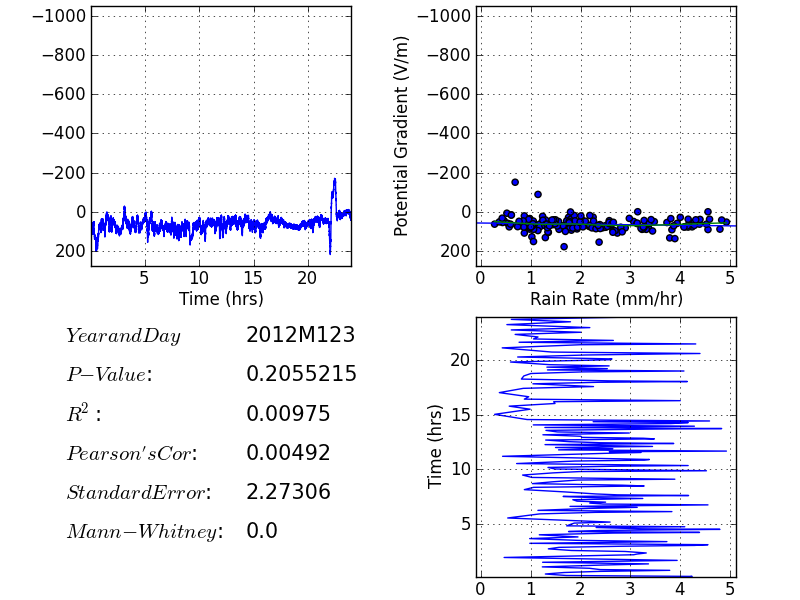 −1000
−800
−600
−400
−200
0
200
5 10 15 20
Time (hrs)
Potential Gradient (V/m)
−1000
−800
−600
−400
−200
0
200
0 1 2 3 4 5
Rain Rate (mm/hr)
YearandDay 2012M123
P−Value: 0.2055215
R²: 0.00975
Pearson'sCor: 0.00492
StandardError: 2.27306
Mann−Whitney: 0.0
Time (hrs)
20
15
10
5
0 1 2 3 4 5